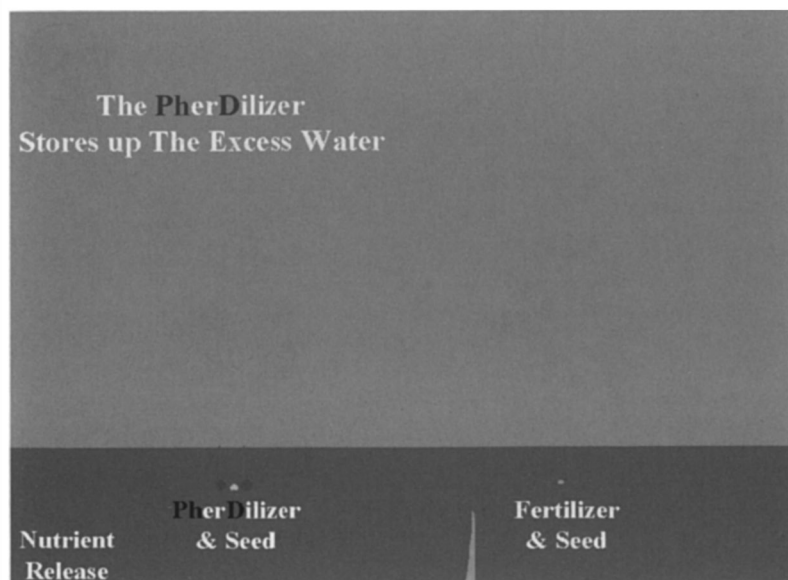 The PherDilizer
Stores up The Excess Water
PherDilizer
& Seed
Fertilizer
& Seed
Nutrient
Release